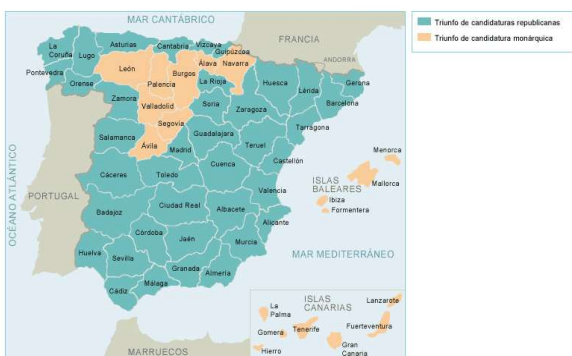 MAR CANTÁBRICO
Triunfo de candidaturas republicanas
Triunfo de candidatura monárquica
FRANCIA
ANDORRA
La Coruña
Lugo
Asturias
Cantabria
Vizcaya
Guipúzcoa
Pontevedra
Orense
León
Palencia
Burgos
Álava
Navarra
La Rioja
Huesca
Lérida
Gerona
Barcelona
Zamora
Valladolid
Soria
Zaragoza
Tarragona
Segovia
Salamanca
Ávila
Madrid
Guadalajara
Teruel
Castellón
Menorca
Mallorca
ISLAS BALEARES
Ibiza
Formentera
OCÉANO ATLÁNTICO
PORTUGAL
Cáceres
Toledo
Cuenca
Valencia
Badajoz
Ciudad Real
Albacete
Alicante
Córdoba
Jaén
Murcia
MAR MEDITERRÁNEO
Huelva
Sevilla
Granada
Almería
Cádiz
Málaga
MARRUECOS
ISLAS CANARIAS
La Palma
Gomera
Hierro
Tenerife
Gran Canaria
Fuerteventura
Lanzarote